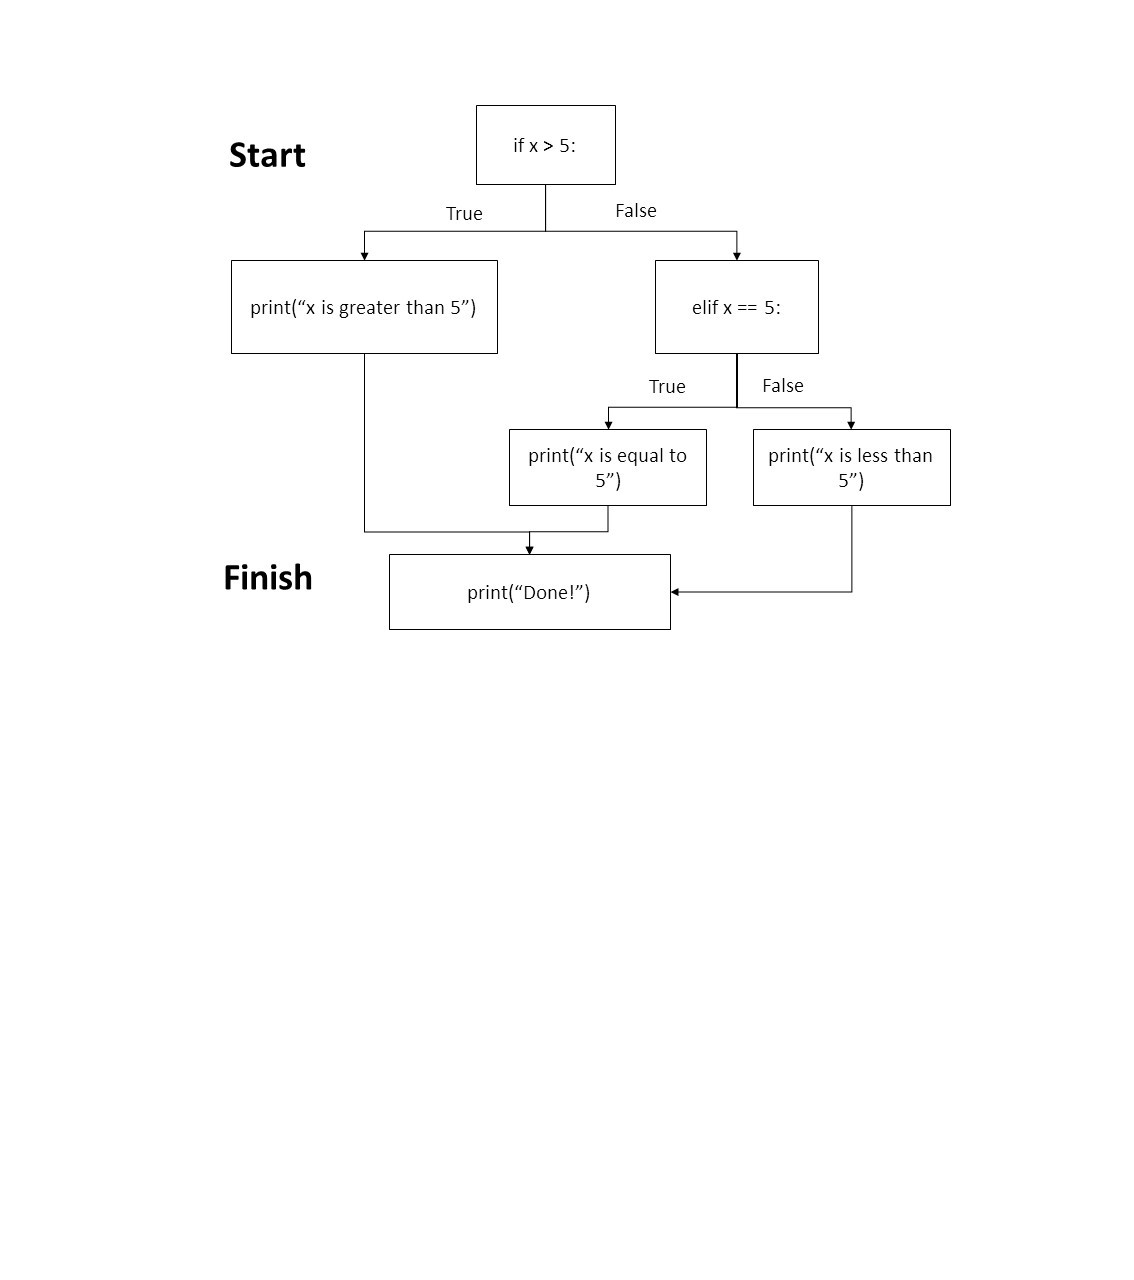 Start
if x > 5:
True
False
print(“x is greater than 5”)
elif x == 5:
True
False
print(“x is equal to
5”)
print(“x is less than
5”)
Finish
print(“Done!”)